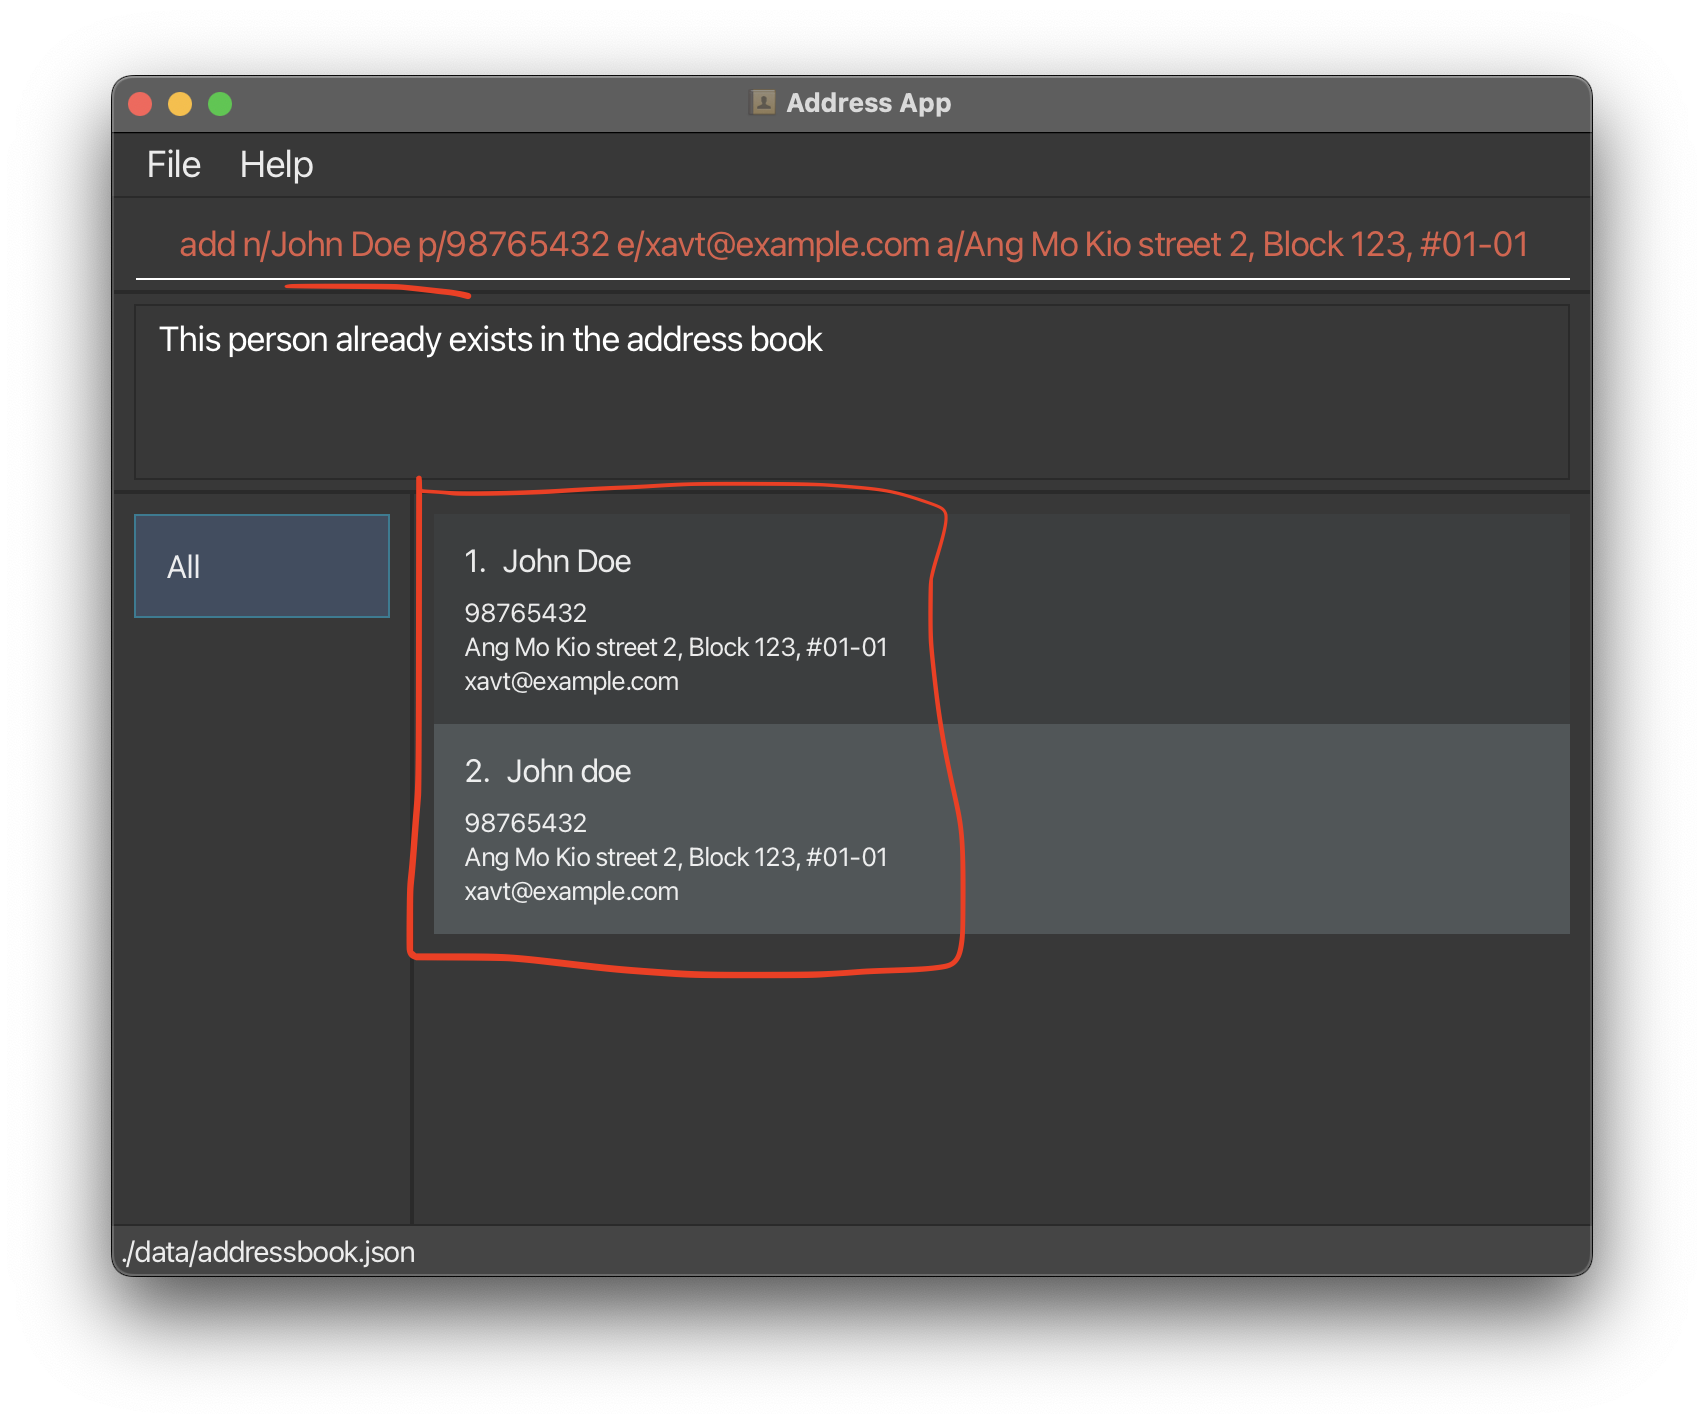 Address App
File Help
add n/John Doe p/98765432 e/xavt@example.com a/Ang Mo Kio street 2, Block 123, #01-01
This person already exists in the address book
All
1. John Doe
98765432
Ang Mo Kio street 2, Block 123, #01-01
xavt@example.com
2. John doe
98765432
Ang Mo Kio street 2, Block 123, #01-01
xavt@example.com
./data/addressbook.json